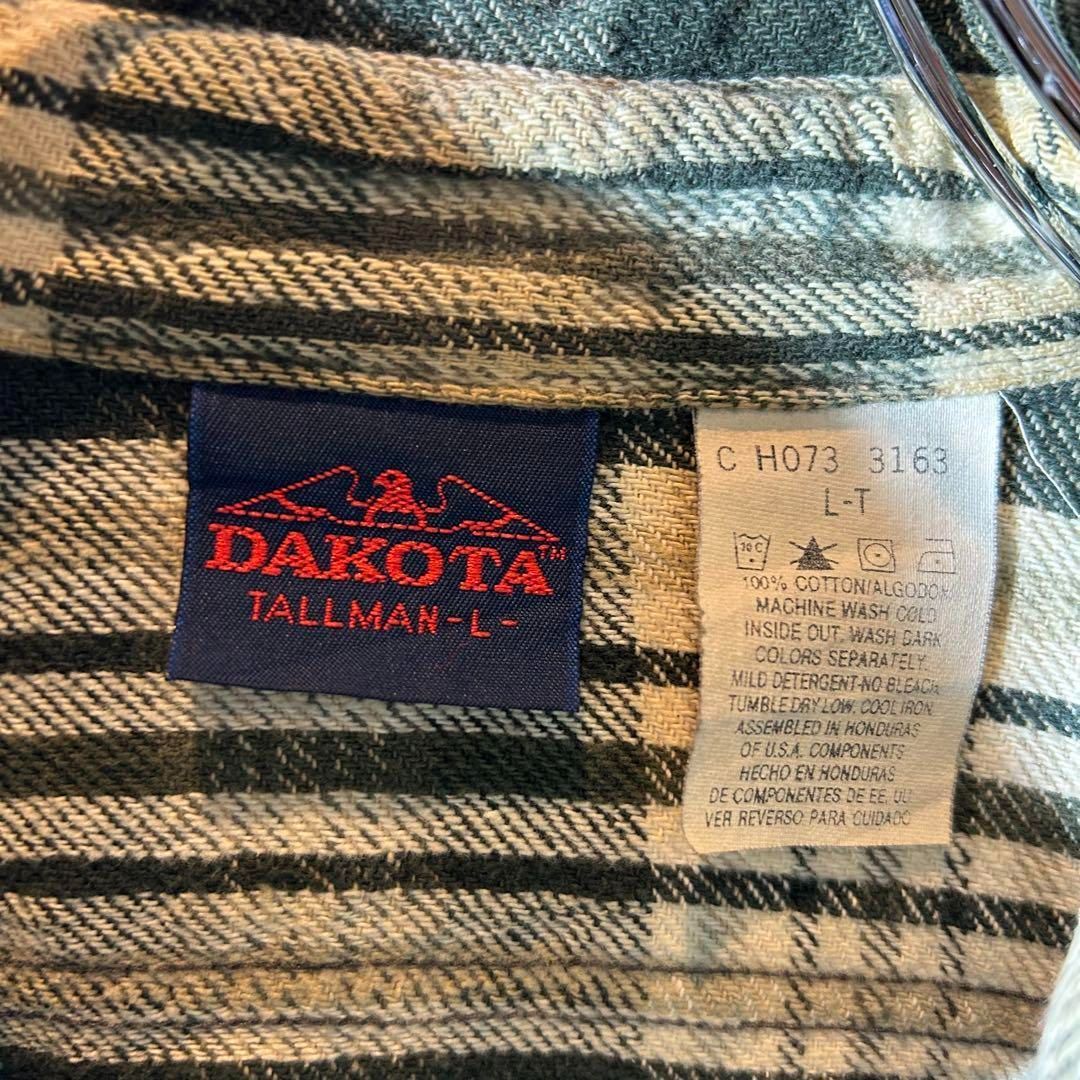 DAKOTA™
TALLMAN-L-
C H073 3163
L-T
100% COTTON/ALGODON
MACHINE WASH COLD
INSIDE OUT. WASH DARK
COLORS SEPARATELY.
MILD DETERGENT-NO BLEACH
TUMBLE DRY LOW. COOL IRON
ASSEMBLED IN HONDURAS
OF U.S.A. COMPONENTS
HECHO EN HONDURAS
DE COMPONENTES DE EE. UU
VER REVERSO PARA CUIDADO